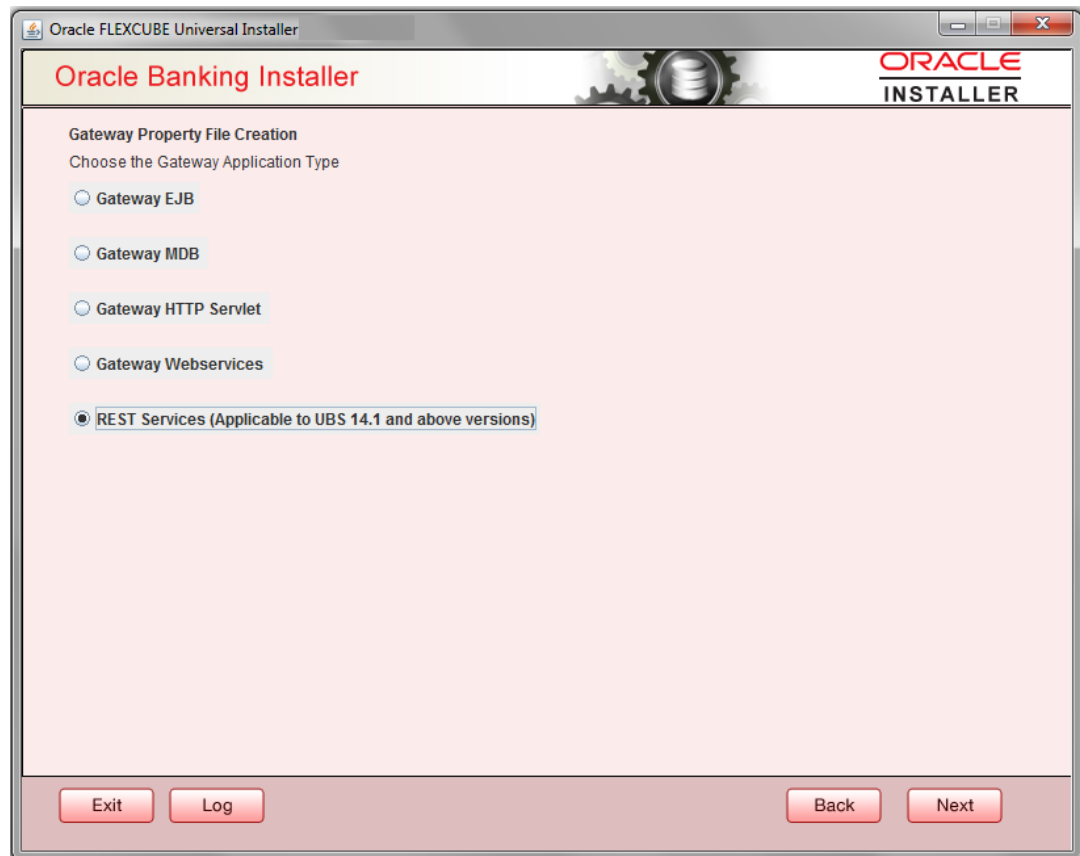 Oracle FLEXCUBE Universal Installer
Oracle Banking Installer
ORACLE
INSTALLER
Gateway Property File Creation
Choose the Gateway Application Type
Gateway EJB
Gateway MDB
Gateway HTTP Servlet
Gateway Webservices
REST Services (Applicable to UBS 14.1 and above versions)
Exit
Log
Back
Next